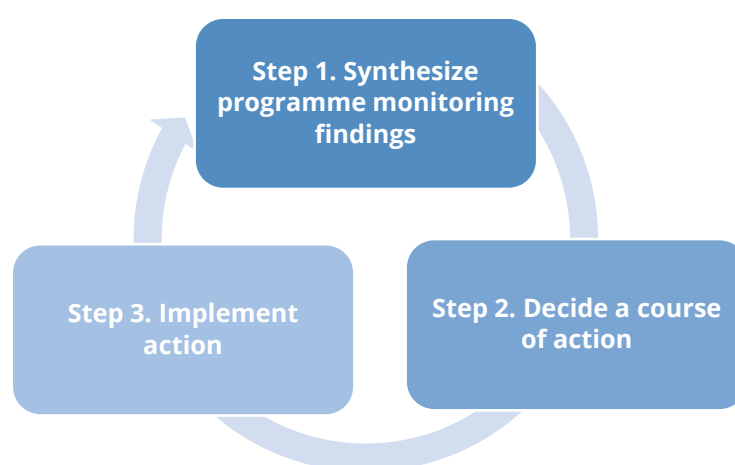 Step 1. Synthesize
programme monitoring
findings
Step 2. Decide a course
of action
Step 3. Implement
action